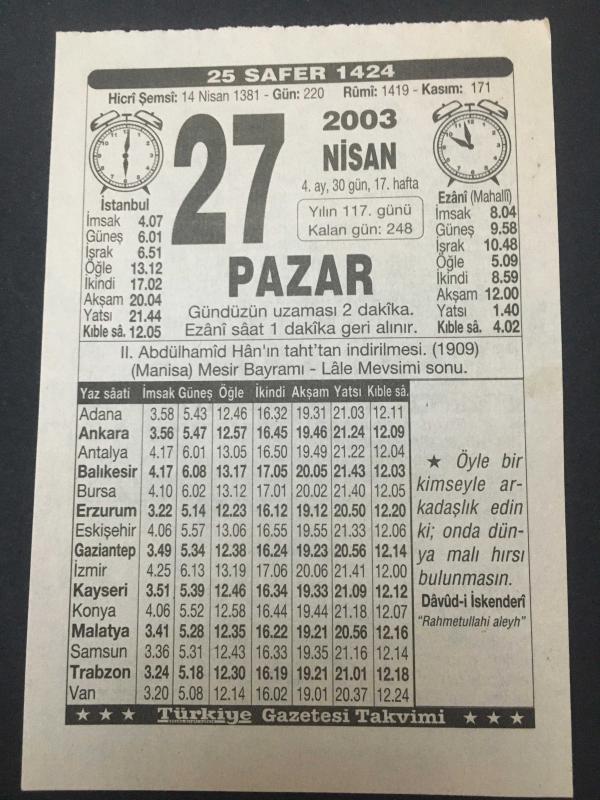 25 SAFER 1424
Hicrî Şemsî: 14 Nisan 1381 - Gün: 220 Rûmî: 1419 - Kasım: 171
27
2003
NİSAN
4. ay, 30 gün, 17. hafta
Yılın 117. günü
Kalan gün: 248
PAZAR
İstanbul
İmsak 4.07
Güneş 6.01
İşrak 6.51
Öğle 13.12
İkindi 17.02
Akşam 20.04
Yatsı 21.44
Kıble sâ. 12.05
Ezânî (Mahallî)
İmsak 8.04
Güneş 9.58
İşrak 10.48
Öğle 5.09
İkindi 8.59
Akşam 12.00
Yatsı 1.40
Kıble sâ. 4.02
Gündüzün uzaması 2 dakîka.
Ezânî sâat 1 dakîka geri alınır.
II. Abdülhamîd Hân'ın taht'tan indirilmesi. (1909)
(Manisa) Mesir Bayramı - Lâle Mevsimi sonu.
Yaz sâati İmsak Güneş Öğle İkindi Akşam Yatsı Kıble sâ.
Adana 3.58 5.43 12.46 16.32 19.31 21.03 12.11
Ankara 3.56 5.47 12.57 16.45 19.46 21.24 12.09
Antalya 4.17 6.01 13.05 16.50 19.49 21.22 12.04
Balıkesir 4.17 6.08 13.17 17.05 20.05 21.43 12.03
Bursa 4.10 6.02 13.12 17.01 20.02 21.40 12.05
Erzurum 3.22 5.14 12.23 16.12 19.12 20.50 12.20
Eskişehir 4.06 5.57 13.06 16.55 19.55 21.33 12.06
Gaziantep 3.49 5.34 12.38 16.24 19.23 20.56 12.14
İzmir 4.25 6.13 13.19 17.06 20.06 21.41 12.00
Kayseri 3.51 5.39 12.46 16.34 19.33 21.09 12.12
Konya 4.06 5.52 12.58 16.44 19.44 21.18 12.07
Malatya 3.41 5.28 12.35 16.22 19.21 20.56 12.16
Samsun 3.36 5.31 12.43 16.33 19.35 21.16 12.14
Trabzon 3.24 5.18 12.30 16.19 19.21 21.01 12.18
Van 3.20 5.08 12.14 16.02 19.01 20.37 12.24
★ Öyle bir
kimseyle ar-
kadaşlık edin
ki; onda dün-
ya malı hırsı
bulunmasın.
Dâvûd-i İskenderî
"Rahmetullahi aleyh"
★ ★ ★ Türkiye Gazetesi Takvimi ★ ★ ★